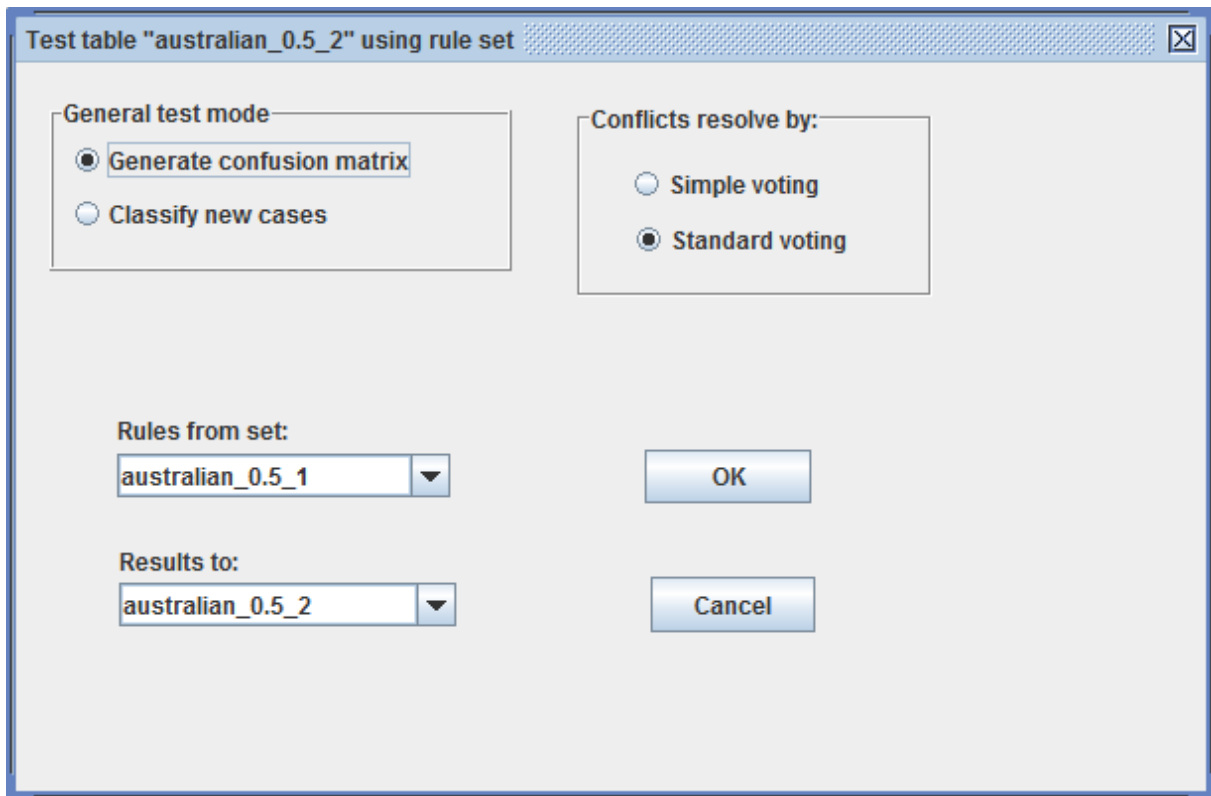 Test table "australian_0.5_2" using rule set
General test mode
Generate confusion matrix
Classify new cases
Conflicts resolve by:
Simple voting
Standard voting
Rules from set:
australian_0.5_1
OK
Results to:
australian_0.5_2
Cancel